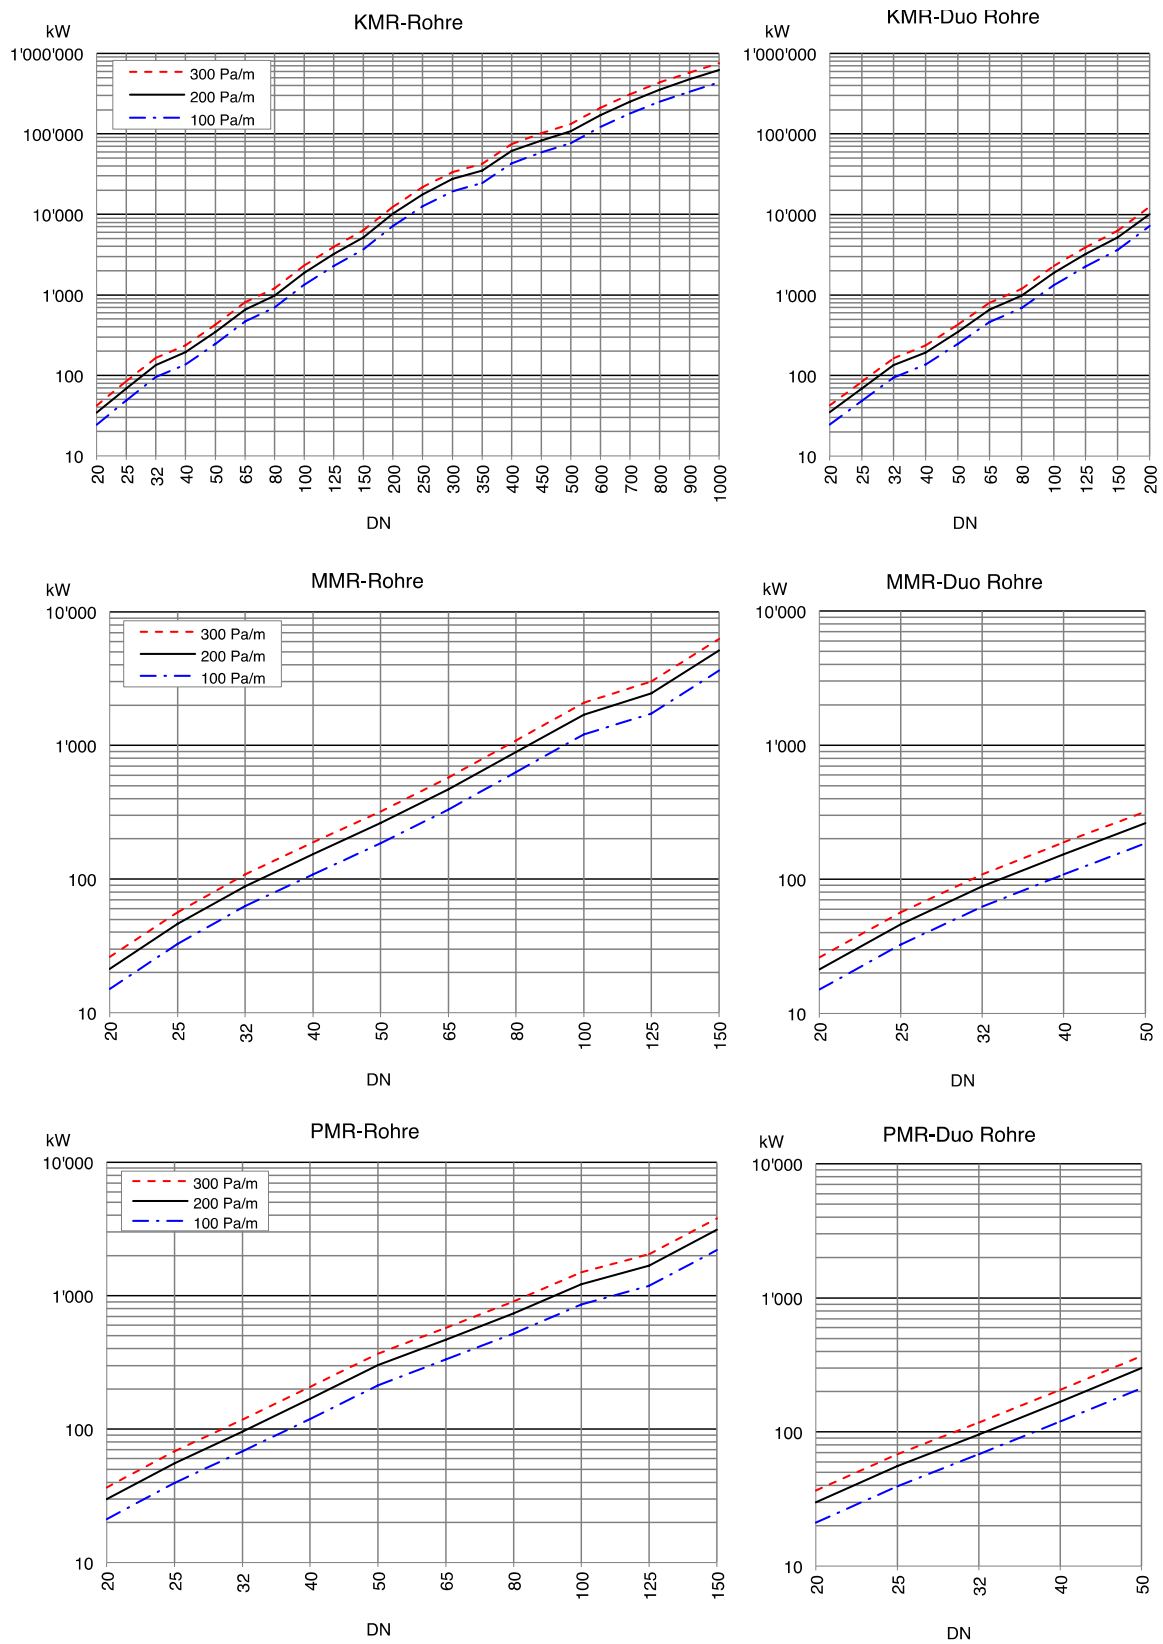 KMR-Rohre
kW
1'000'000
100'000
10'000
1'000
100
10
300 Pa/m
200 Pa/m
100 Pa/m
20 25 32 40 50 65 80 100 125 150 200 250 300 350 400 450 500 600 700 800 900 1000
DN
KMR-Duo Rohre
kW
1'000'000
100'000
10'000
1'000
100
10
20 25 32 40 50 65 80 100 125 150 200
DN
MMR-Rohre
kW
10'000
1'000
100
10
300 Pa/m
200 Pa/m
100 Pa/m
20 25 32 40 50 65 80 100 125 150
DN
MMR-Duo Rohre
kW
10'000
1'000
100
10
20 25 32 40 50
DN
PMR-Rohre
kW
10'000
1'000
100
10
300 Pa/m
200 Pa/m
100 Pa/m
20 25 32 40 50 65 80 100 125 150
DN
PMR-Duo Rohre
kW
10'000
1'000
100
10
20 25 32 40 50
DN